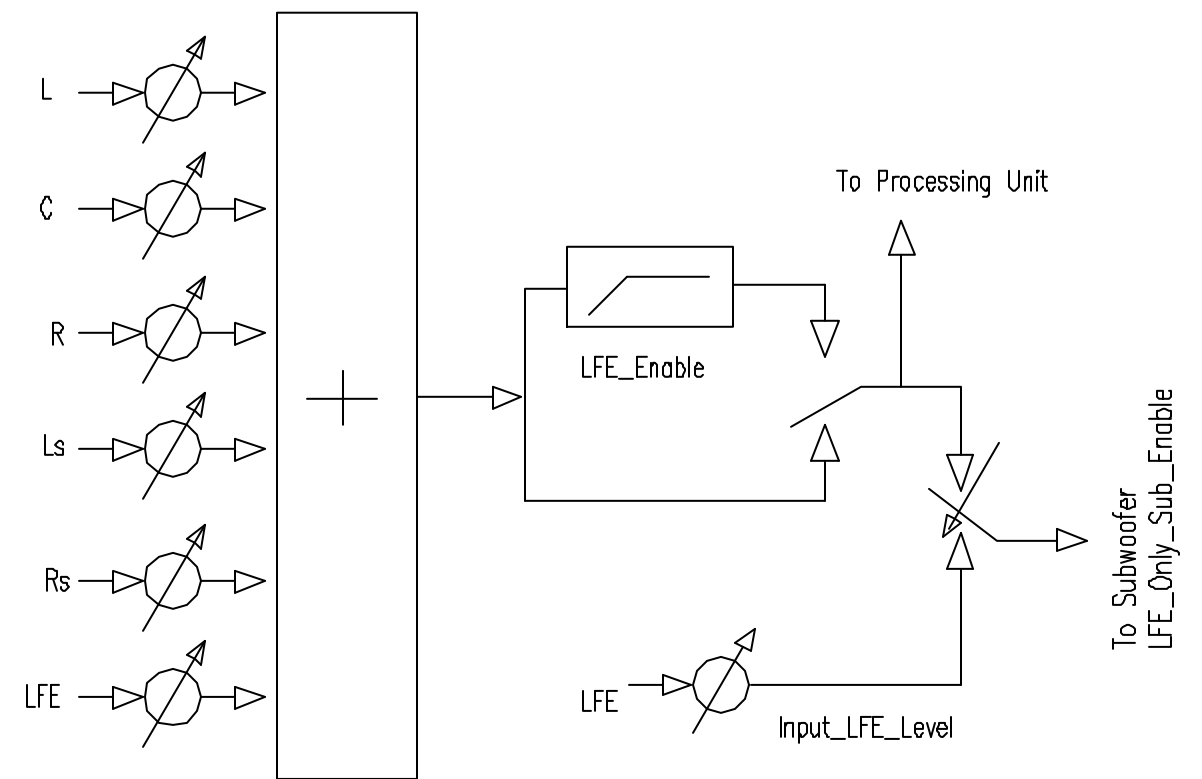 L
C
R
Ls
Rs
LFE
To Processing Unit
LFE_Enable
LFE
Input_LFE_Level
To Subwoofer
LFE_Only_Sub_Enable